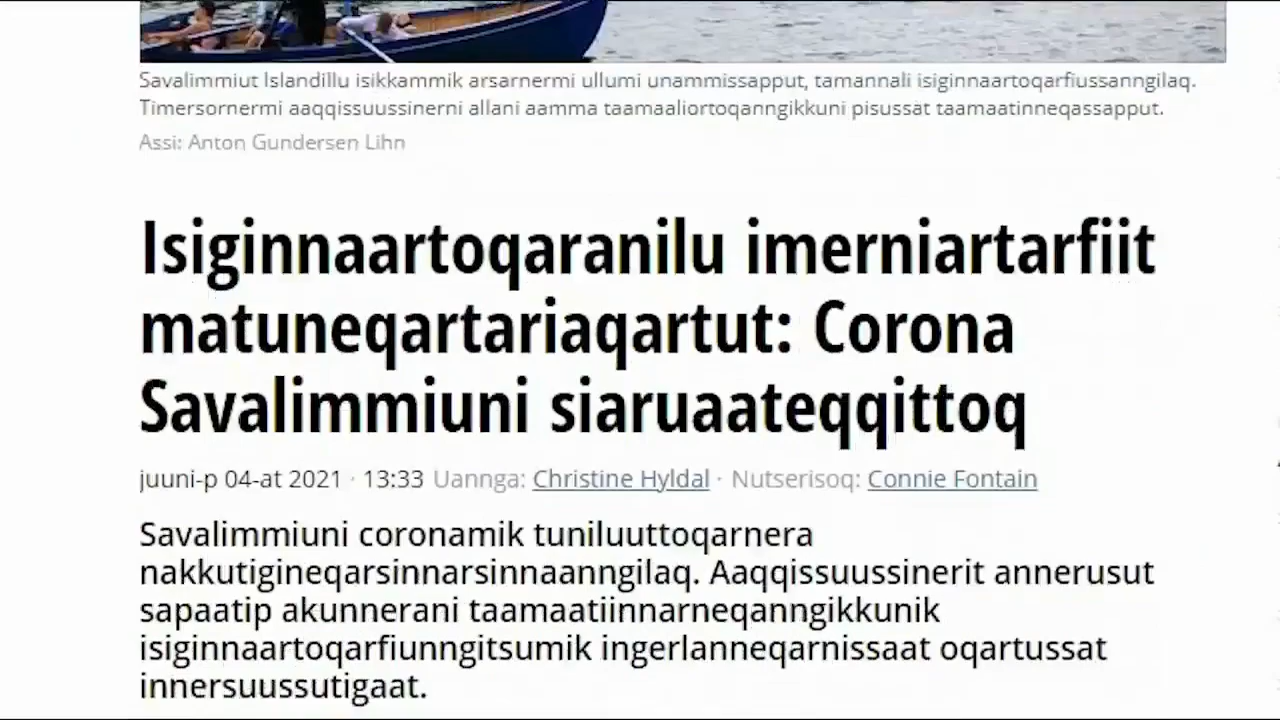 Savalimmiut Islandillu isikkammik arsarnermi ullumi unammissapput, tamannali isiginnaartoqarfiussanngilaq.
Timersornermi aaqqissuussinerni allani aamma taamaaliortoqanngikkuni pisussat taamaatinneqassapput.
Assi: Anton Gundersen Lihn
Isiginnaartoqaranilu imerniartarfiit
matuneqartariaqartut: Corona
Savalimmiuni siaruaateqqittoq
juuni-p 04-at 2021 · 13:33 Uannga: Christine Hyldal · Nutserisoq: Connie Fontain
Savalimmiuni coronamik tuniluuttoqarnera
nakkutigineqarsinnarsinnaanngilaq. Aaqqissuussinerit annerusut
sapaatip akunnerani taamaatiinnarneqanngikkunik
isiginnaartoqarfiunngitsumik ingerlanneqarnissaat oqartussat
innersuussutigaat.